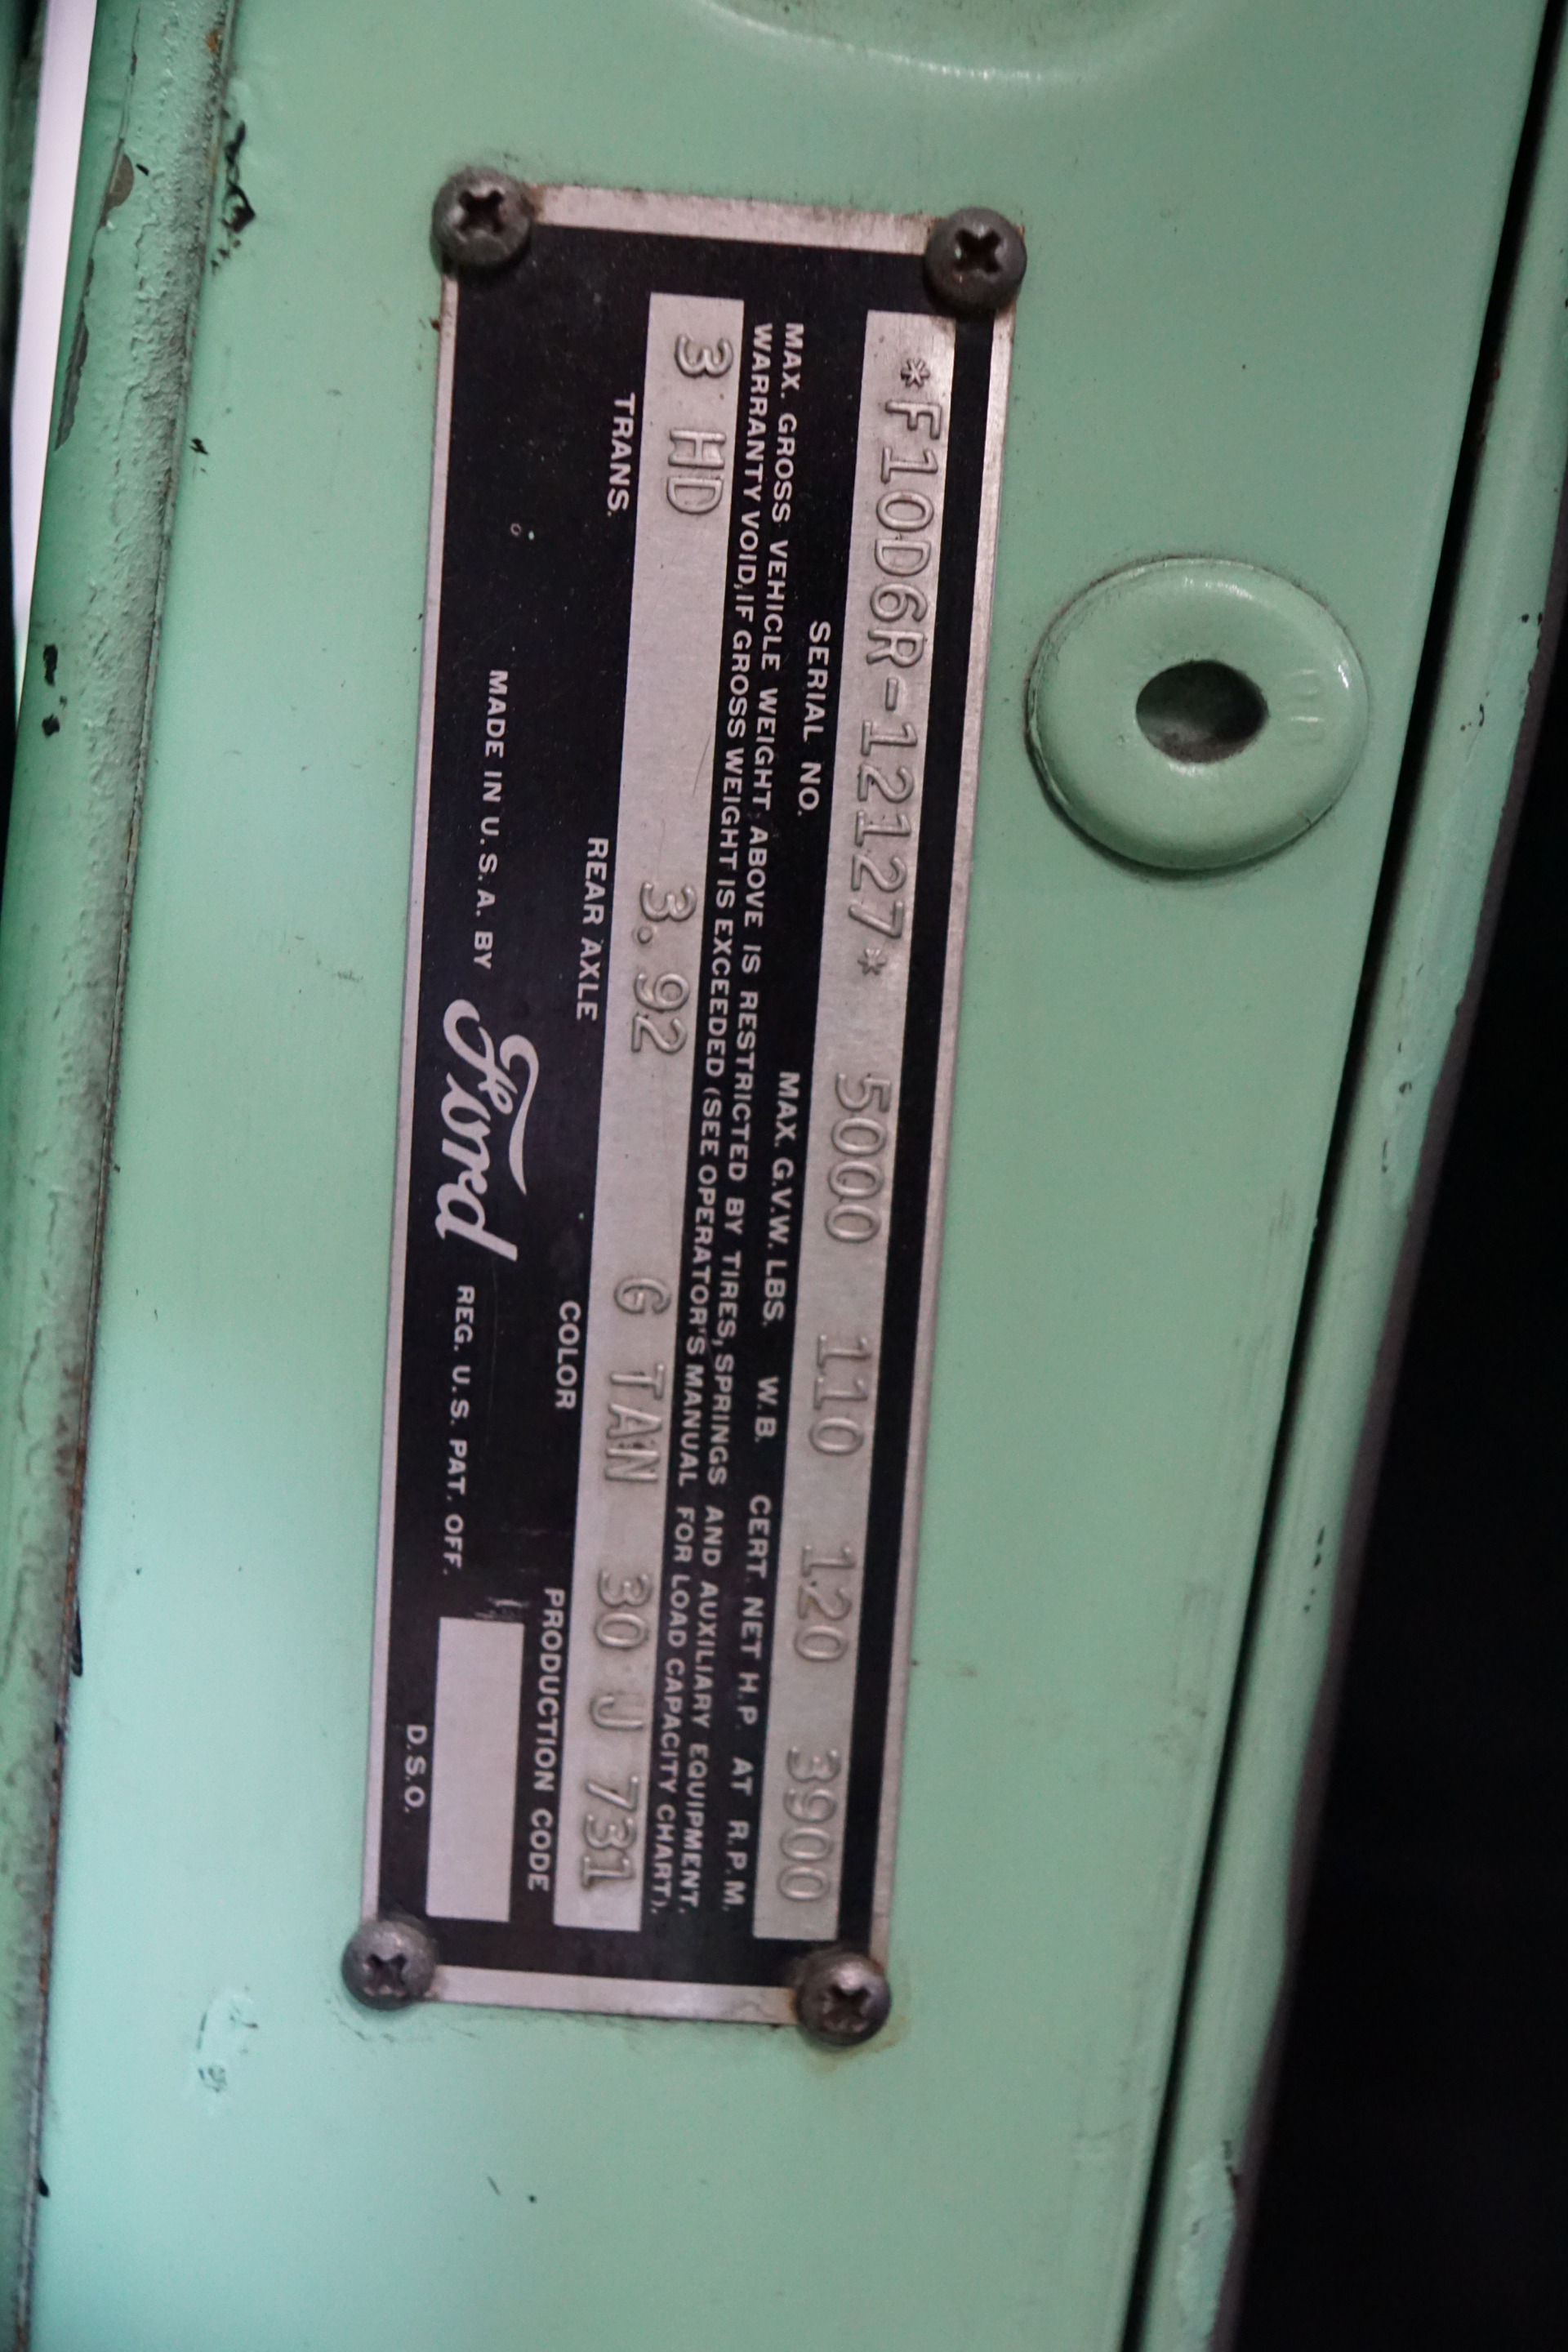 *F10D6R-12127* 5000 110 120 3900
SERIAL NO. MAX. G.V.W. LBS. W.B. CERT. NET H.P. AT R.P.M.
MAX. GROSS VEHICLE WEIGHT ABOVE IS RESTRICTED BY TIRES, SPRINGS AND AUXILIARY EQUIPMENT.
WARRANTY VOID, IF GROSS WEIGHT IS EXCEEDED (SEE OPERATOR'S MANUAL FOR LOAD CAPACITY CHART).
3 HD 3.92 G TAN 30 J 731
TRANS. REAR AXLE COLOR PRODUCTION CODE
MADE IN U.S.A. BY Ford REG. U.S. PAT. OFF.
D.S.O.